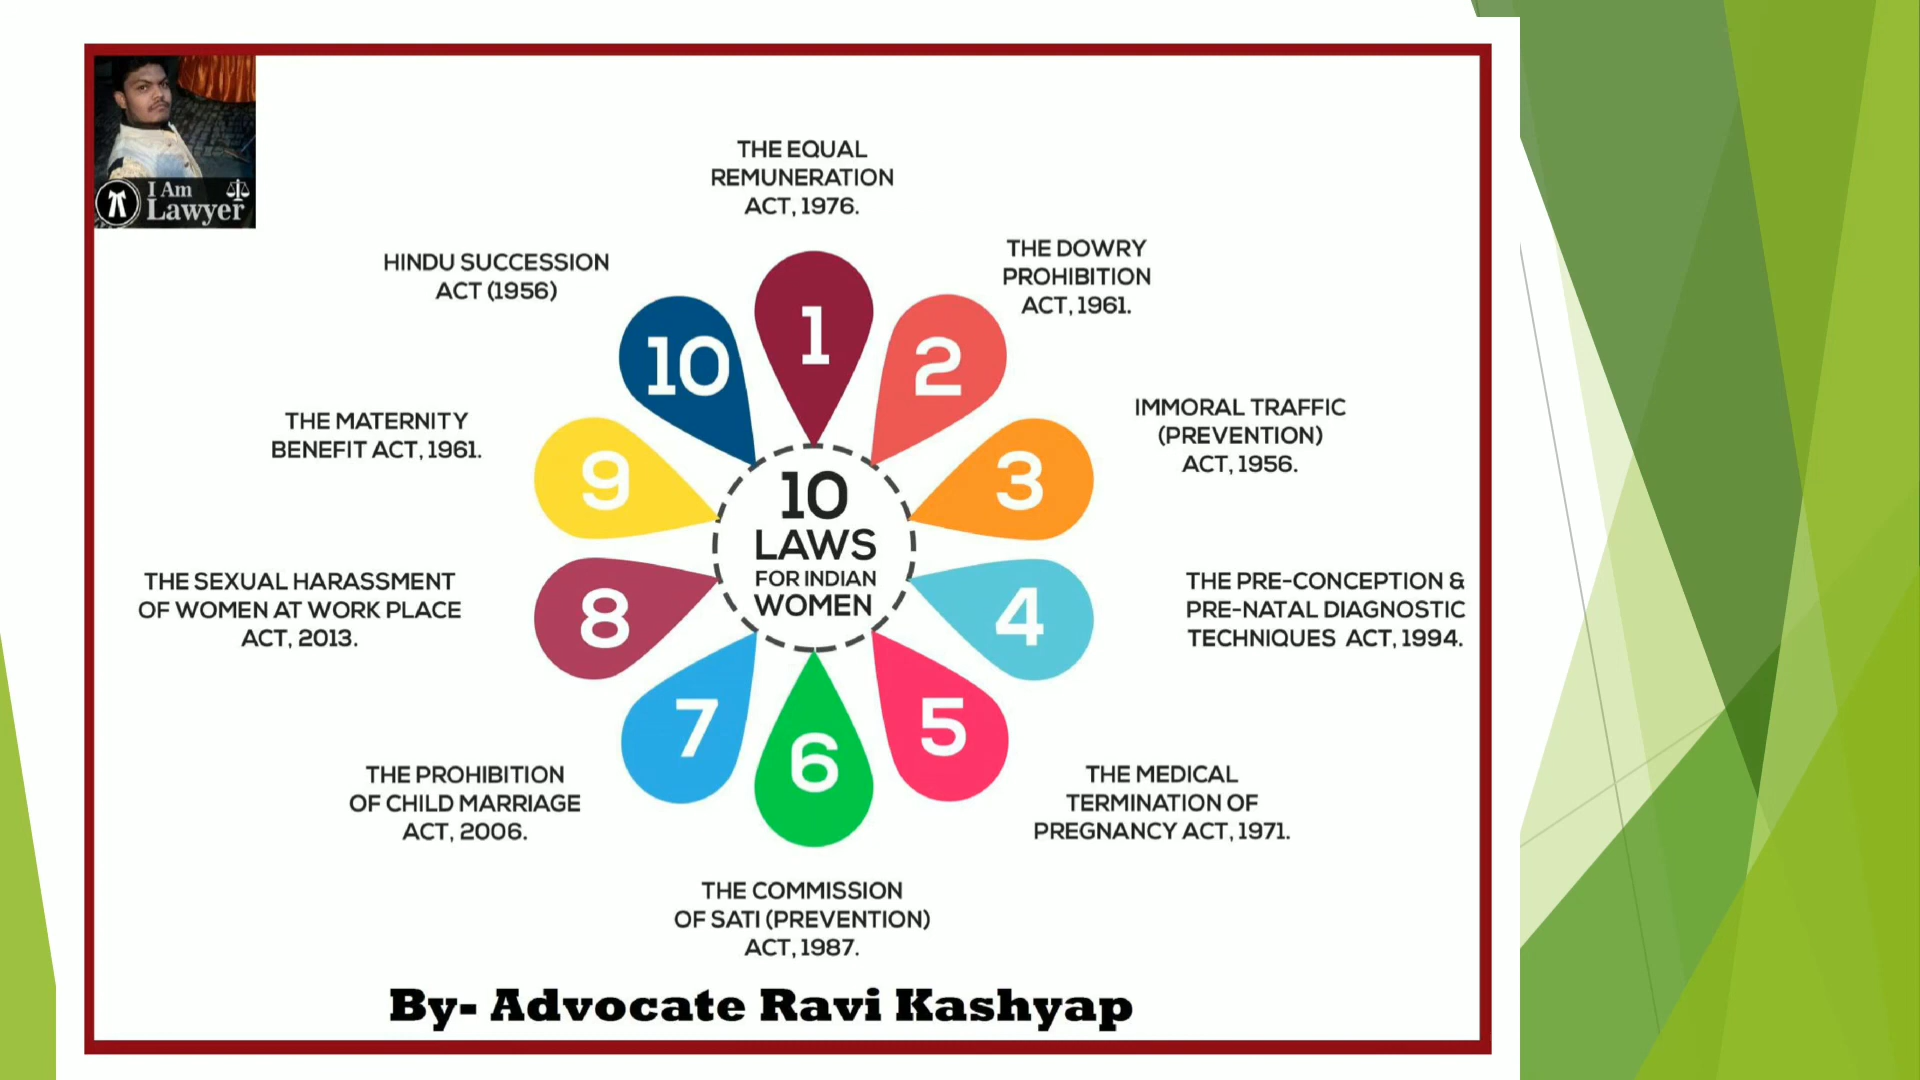 I Am
Lawyer
THE EQUAL
REMUNERATION
ACT, 1976.
THE DOWRY
PROHIBITION
ACT, 1961.
IMMORAL TRAFFIC
(PREVENTION)
ACT, 1956.
THE PRE-CONCEPTION &
PRE-NATAL DIAGNOSTIC
TECHNIQUES ACT, 1994.
THE MEDICAL
TERMINATION OF
PREGNANCY ACT, 1971.
THE COMMISSION
OF SATI (PREVENTION)
ACT, 1987.
THE PROHIBITION
OF CHILD MARRIAGE
ACT, 2006.
THE SEXUAL HARASSMENT
OF WOMEN AT WORK PLACE
ACT, 2013.
THE MATERNITY
BENEFIT ACT, 1961.
HINDU SUCCESSION
ACT (1956)
1
2
3
4
5
6
7
8
9
10
10
LAWS
FOR INDIAN
WOMEN
By- Advocate Ravi Kashyap